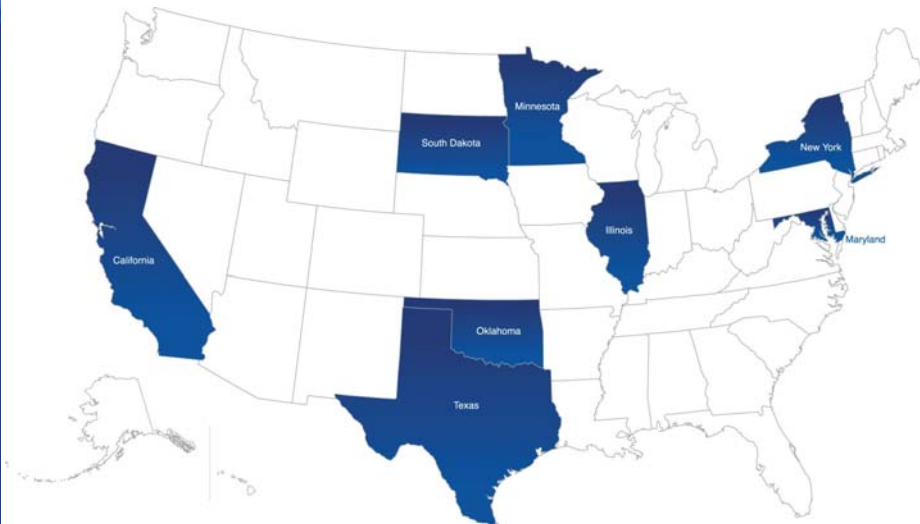 Minnesota
South Dakota
New York
Illinois
Maryland
California
Oklahoma
Texas